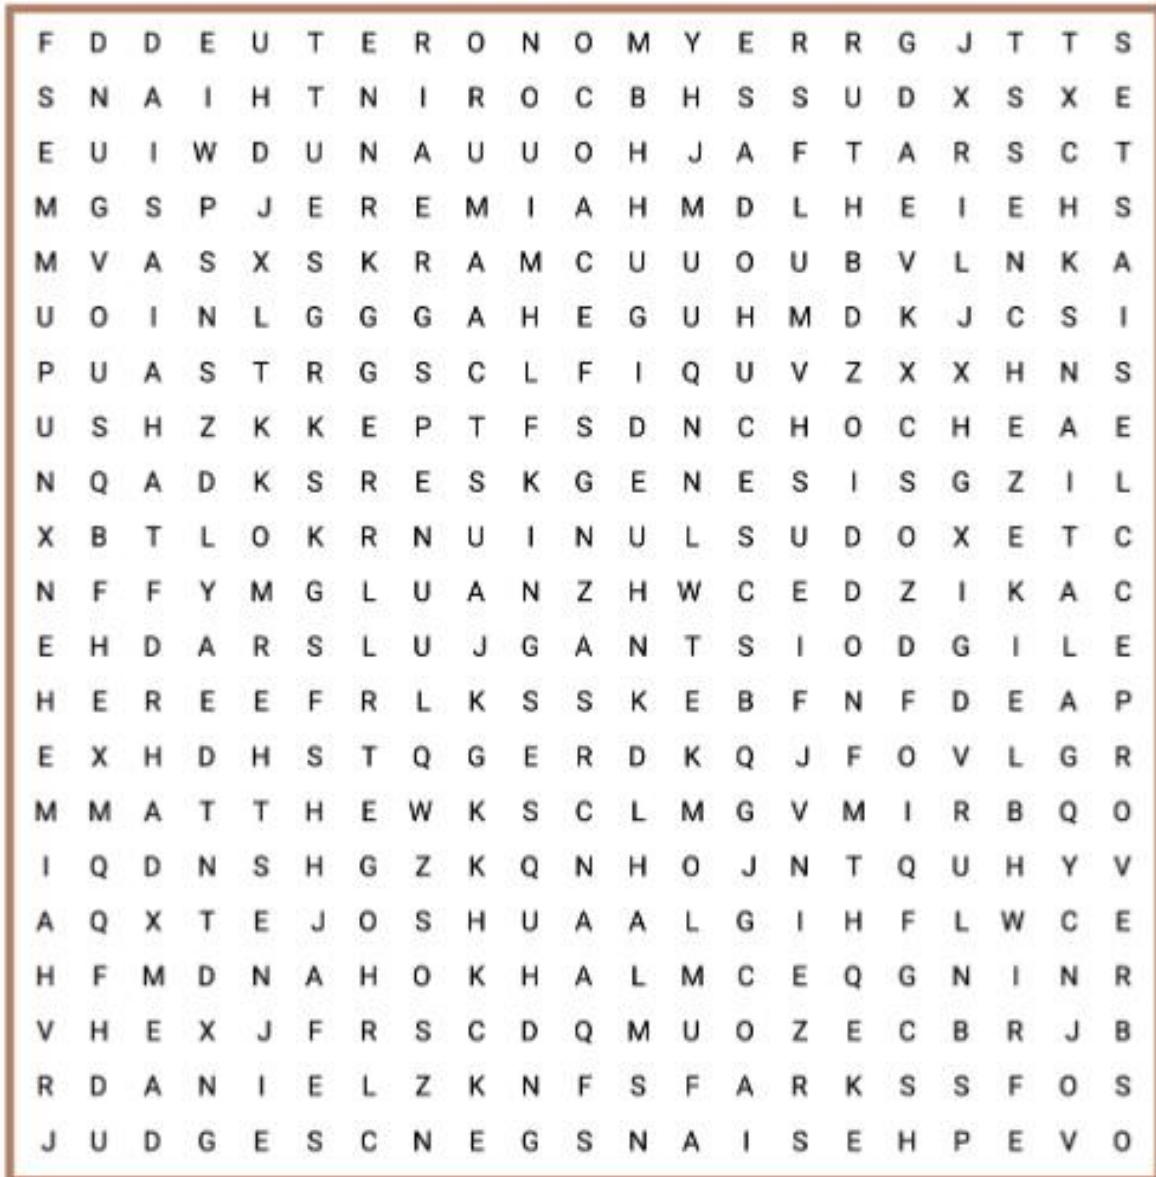 F D D E U T E R O N O M Y E R R G J T T S
S N A I H T N I R O C B H S S U D X S X E
E U I W D U N A U U O H J A F T A R S C T
M G S P J E R E M I A H M D L H E I E H S
M V A S X S K R A M C U U O U B V L N K A
U O I N L G G G A H E G U H M D K J C S I
P U A S T R G S C L F I Q U V Z X X H N S
U S H Z K K E P T F S D N C H O C H E A E
N Q A D K S R E S K G E N E S I S G Z I L
X B T L O K R N U I N U L S U D O X E T C
N F F Y M G L U A N Z H W C E D Z I K A C
E H D A R S L U J G A N T S I O D G I L E
H E R E E F R L K S S K E B F N F D E A P
E X H D H S T Q G E R D K Q J F O V L G R
M M A T T H E W K S C L M G V M I R B Q O
I Q D N S H G Z K Q N H O J N T Q U H Y V
A Q X T E J O S H U A A L G I H F L W C E
H F M D N A H O K H A L M C E Q G N I N R
V H E X J F R S C D Q M U O Z E C B R J B
R D A N I E L Z K N F S F A R K S S F O S
J U D G E S C N E G S N A I S E H P E V O